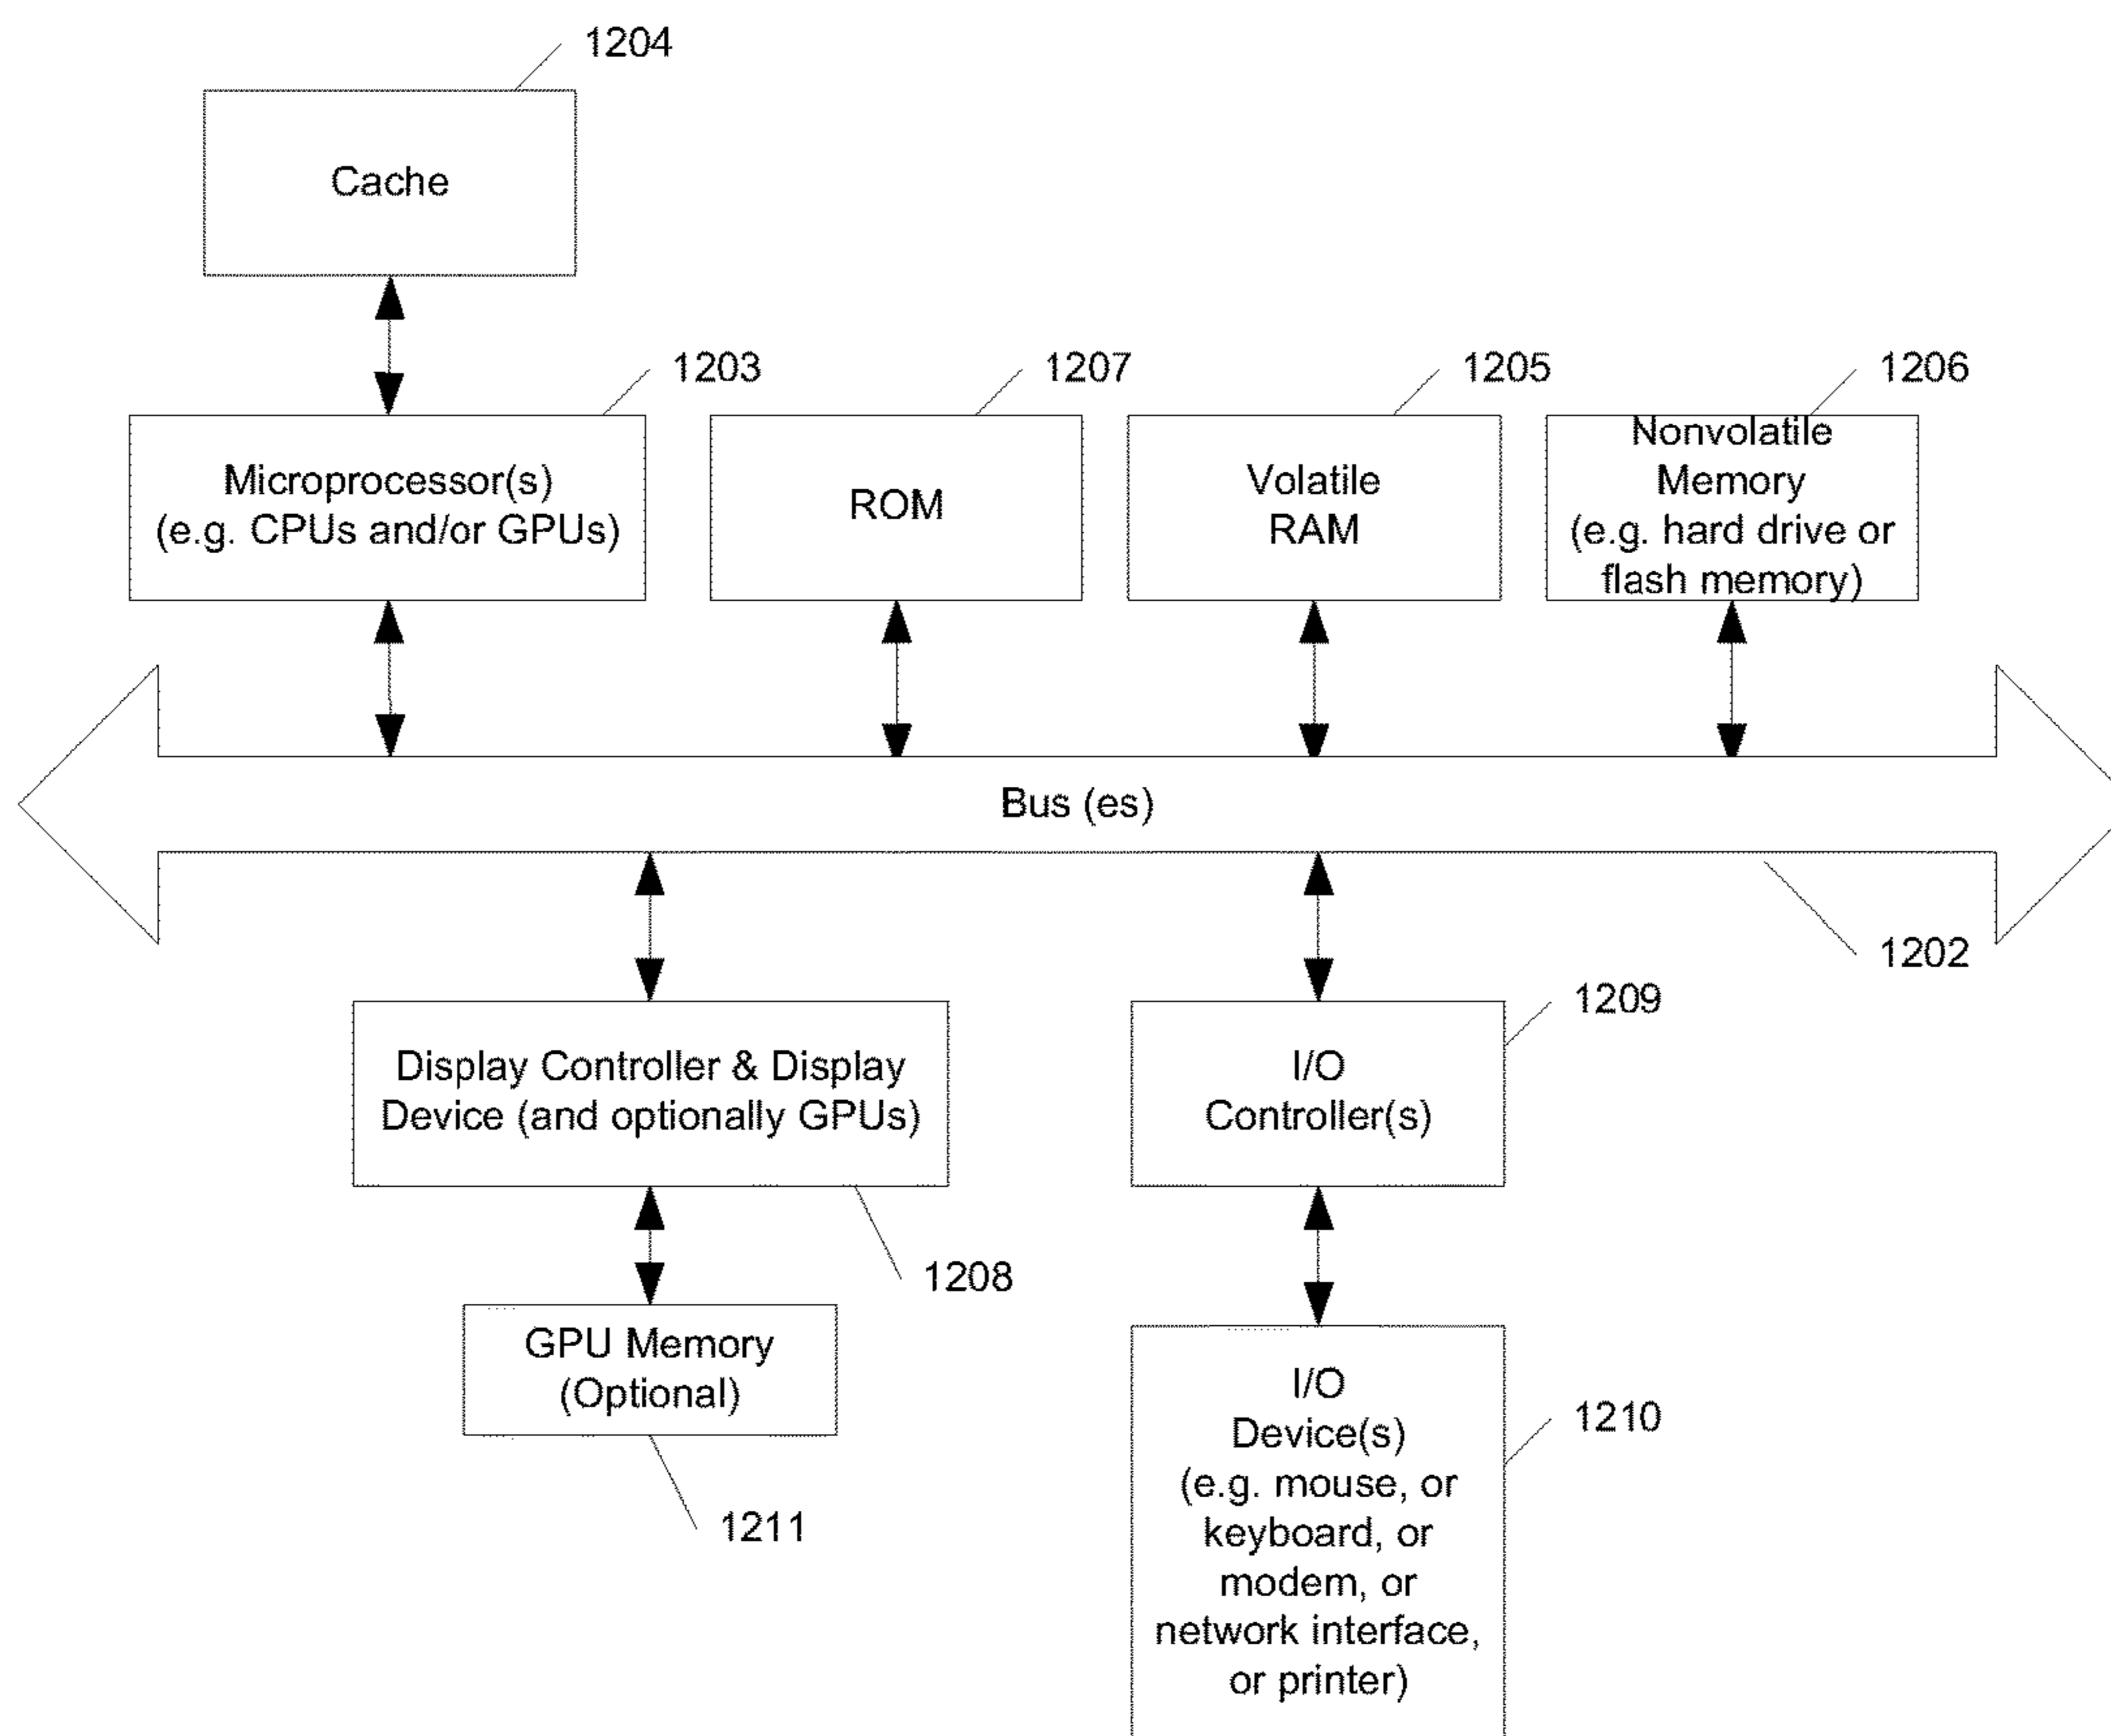 1204
Cache
1203
1207
1205
1206
Microprocessor(s)
(e.g. CPUs and/or GPUs)
ROM
Volatile
RAM
Nonvolatile
Memory
(e.g. hard drive or
flash memory)
Bus (es)
1202
1209
Display Controller & Display
Device (and optionally GPUs)
I/O
Controller(s)
1208
GPU Memory
(Optional)
1211
I/O
Device(s)
(e.g. mouse, or
keyboard, or
modem, or
network interface,
or printer)
1210